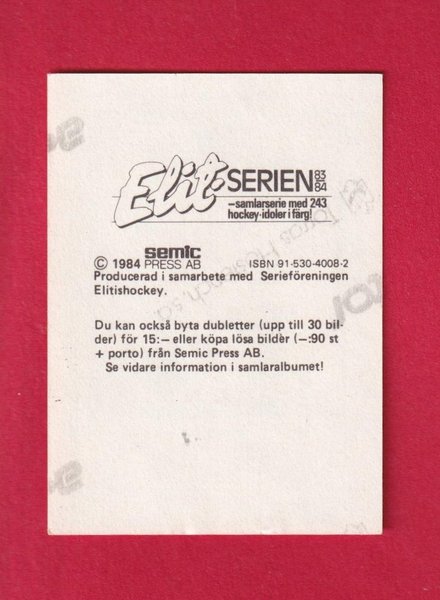 Elit-SERIEN 83 84
–samlarserie med 243
hockey-idoler i färg!
semic
© 1984 PRESS AB ISBN 91-530-4008-2
Producerad i samarbete med Serieföreningen
Elitishockey.
Du kan också byta dubletter (upp till 30 bil-
der) för 15:– eller köpa lösa bilder (–:90 st
+ porto) från Semic Press AB.
Se vidare information i samlaralbumet!